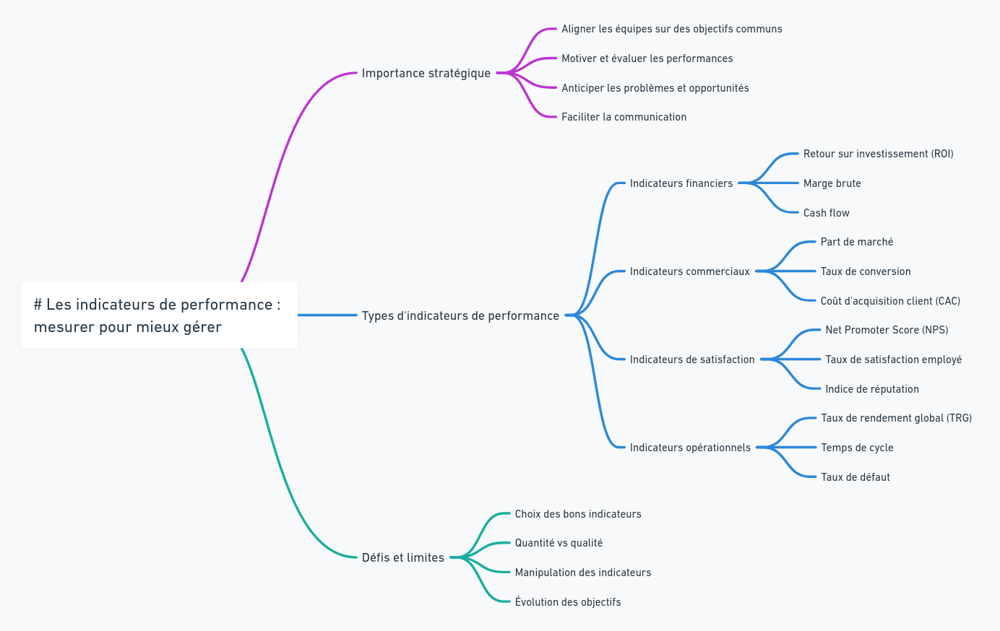 # Les indicateurs de performance :
mesurer pour mieux gérer
Importance stratégique
Aligner les équipes sur des objectifs communs
Motiver et évaluer les performances
Anticiper les problèmes et opportunités
Faciliter la communication
Types d'indicateurs de performance
Indicateurs financiers
Retour sur investissement (ROI)
Marge brute
Cash flow
Indicateurs commerciaux
Part de marché
Taux de conversion
Coût d'acquisition client (CAC)
Indicateurs de satisfaction
Net Promoter Score (NPS)
Taux de satisfaction employé
Indice de réputation
Indicateurs opérationnels
Taux de rendement global (TRG)
Temps de cycle
Taux de défaut
Défis et limites
Choix des bons indicateurs
Quantité vs qualité
Manipulation des indicateurs
Évolution des objectifs